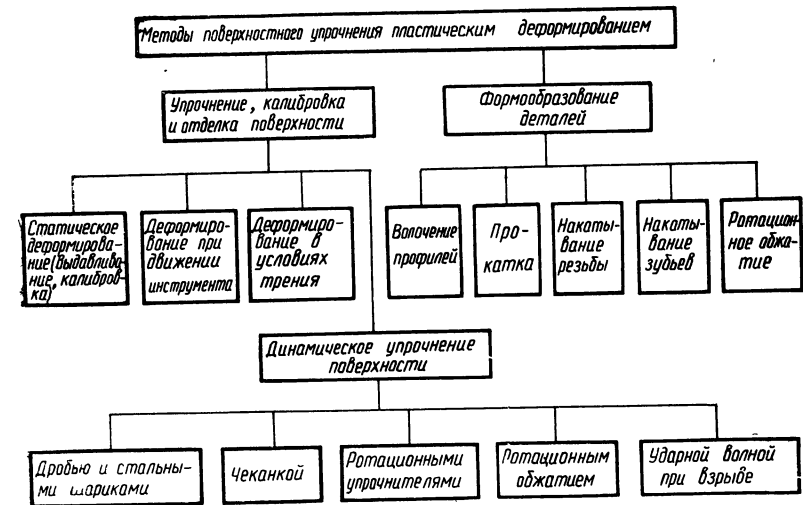 Методы поверхностного упрочнения пластическим деформированием
Упрочнение, калибровка
и отделка поверхности
Формообразование
деталей
Статическое
деформирова-
ние (выдавлива-
ние, калибров-
ка)
Деформиро-
вание при
движении
инструмента
Деформиро-
вание в
условиях
трения
Волочение
профилей
Про-
катка
Накаты-
вание
резьбы
Накаты-
вание
зубьев
Ротацион-
ное обжа-
тие
Динамическое упрочнение
поверхности
Дробью и стальны-
ми шариками
Чеканкой
Ротационными
упрочнителями
Ротационным
обжатием
Ударной волной
при взрыве